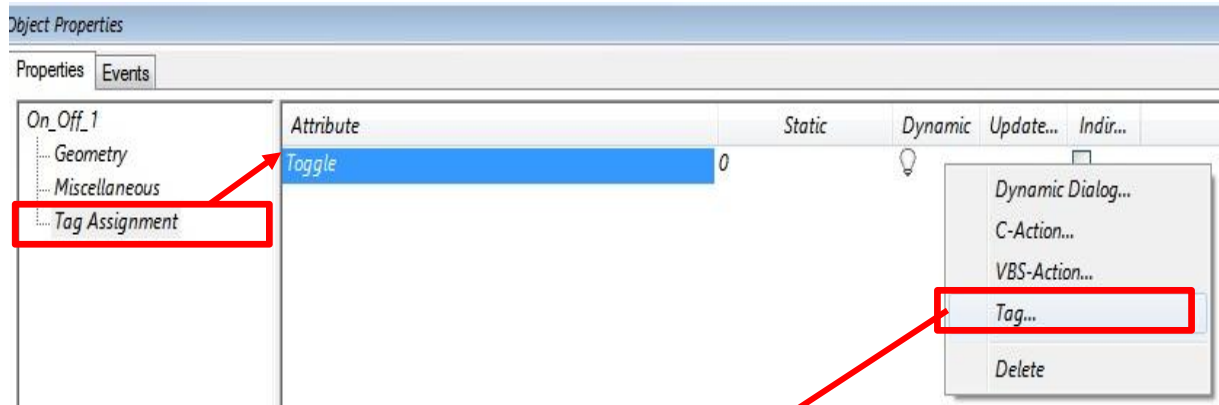 Object Properties
Properties Events
On_Off_1
Geometry
Miscellaneous
Tag Assignment
Attribute Static Dynamic Update... Indir...
Toggle 0
Dynamic Dialog...
C-Action...
VBS-Action...
Tag...
Delete